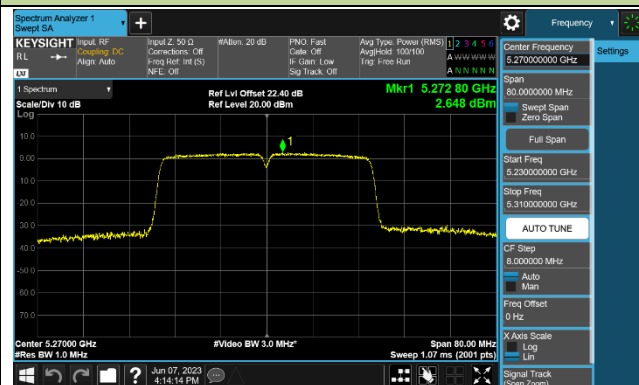 Spectrum Analyzer 1
Swept SA
Frequency
KEYSIGHT
RL
LXI
Input: RF
Coupling: DC
Align: Auto
Input Z: 50 Ω
Corrections: Off
Freq Ref: Int (S)
NFE: Off
#Atten: 20 dB
PNO: Fast
Gate: Off
IF Gain: Low
Sig Track: Off
Avg Type: Power (RMS)
Avg|Hold: 100/100
Trig: Free Run
1 2 3 4 5 6
A W W W W W
A N N N N N
1 Spectrum
Scale/Div 10 dB
Log
Ref Lvl Offset 22.40 dB
Ref Level 20.00 dBm
Mkr1 5.272 80 GHz
2.648 dBm
10.0
0.00
-10.0
-20.0
-30.0
-40.0
-50.0
-60.0
-70.0
1
Center 5.27000 GHz
#Res BW 1.0 MHz
#Video BW 3.0 MHz*
Span 80.00 MHz
Sweep 1.07 ms (2001 pts)
Jun 07, 2023
4:14:14 PM
Center Frequency
5.270000000 GHz
Settings
Span
80.0000000 MHz
Swept Span
Zero Span
Full Span
Start Freq
5.230000000 GHz
Stop Freq
5.310000000 GHz
AUTO TUNE
CF Step
8.000000 MHz
Auto
Man
Freq Offset
0 Hz
X Axis Scale
Log
Lin
Signal Track
(Span Zoom)